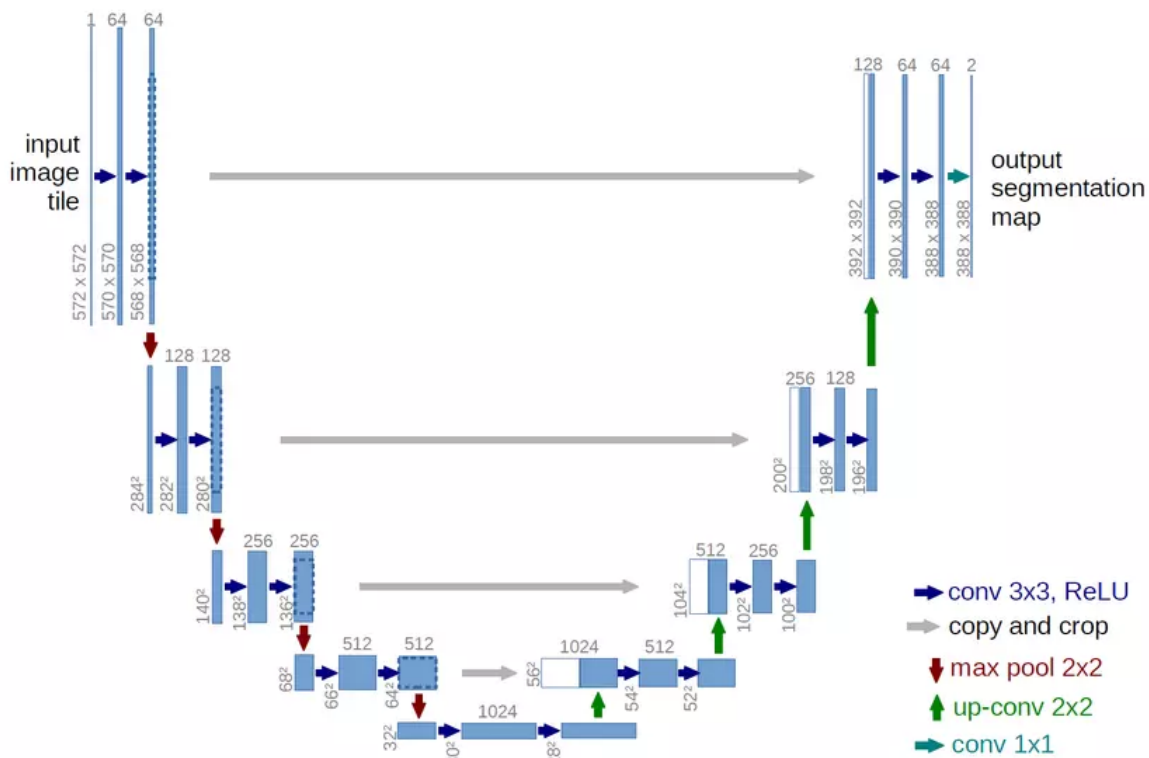 1 64 64
input
image
tile
572 x 572
570 x 570
568 x 568
128 64 64 2
output
segmentation
map
392 x 392
390 x 390
388 x 388
388 x 388
128 128
284²
282²
280²
256 128
200²
198²
196²
256 256
140²
138²
136²
512 256
104²
102²
100²
512 512
68²
66²
64²
1024 512
56²
54²
52²
1024
32²
conv 3x3, ReLU
copy and crop
max pool 2x2
up-conv 2x2
conv 1x1